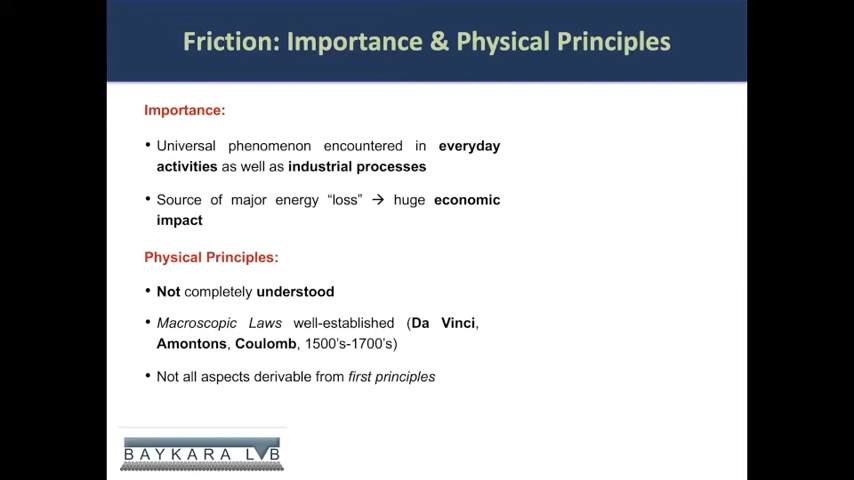 Friction: Importance & Physical Principles
Importance:
• Universal phenomenon encountered in everyday
activities as well as industrial processes
• Source of major energy “loss” → huge economic
impact
Physical Principles:
• Not completely understood
• Macroscopic Laws well-established (Da Vinci,
Amontons, Coulomb, 1500’s-1700’s)
• Not all aspects derivable from first principles
BAYKARA LAB